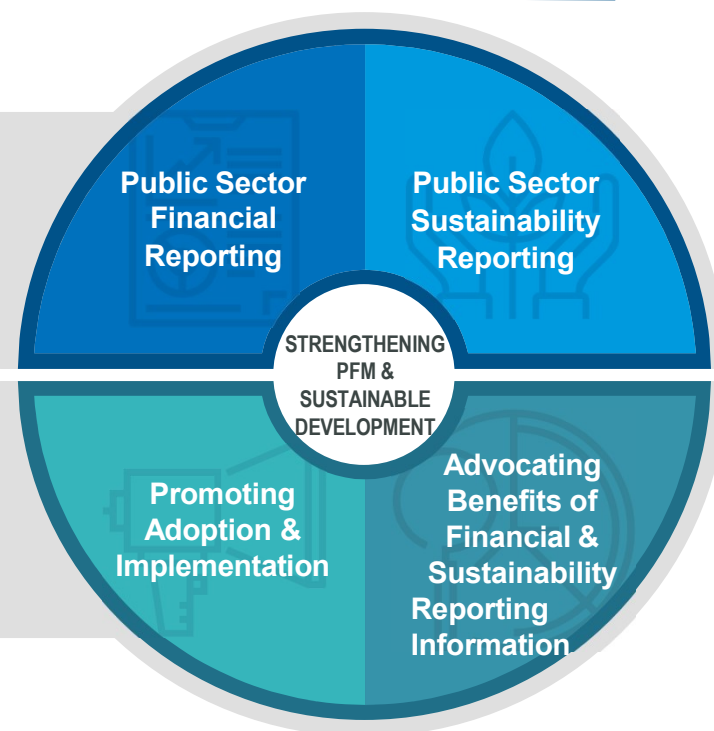 Public Sector
Financial
Reporting
Public Sector
Sustainability
Reporting
STRENGTHENING
PFM &
SUSTAINABLE
DEVELOPMENT
Promoting
Adoption &
Implementation
Advocating
Benefits of
Financial &
Sustainability
Reporting
Information